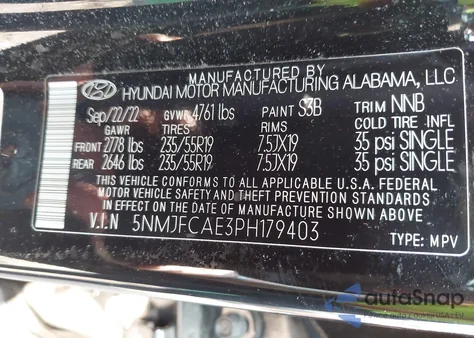 MANUFACTURED BY
HYUNDAI MOTOR MANUFACTURING ALABAMA, LLC
Sep/22/'22 GVWR 4761 lbs PAINT S3B TRIM NNB
GAWR TIRES RIMS COLD TIRE INFL
FRONT 2778 lbs 235/55R19 7.5JX19 35 psi SINGLE
REAR 2646 lbs 235/55R19 7.5JX19 35 psi SINGLE
THIS VEHICLE CONFORMS TO ALL APPLICABLE U.S.A. FEDERAL
MOTOR VEHICLE SAFETY AND THEFT PREVENTION STANDARDS
IN EFFECT ON THE DATE OF MANUFACTURE SHOWN ABOVE
V.I.N 5NMJFCAE3PH179403
TYPE: MPV
autoSnap